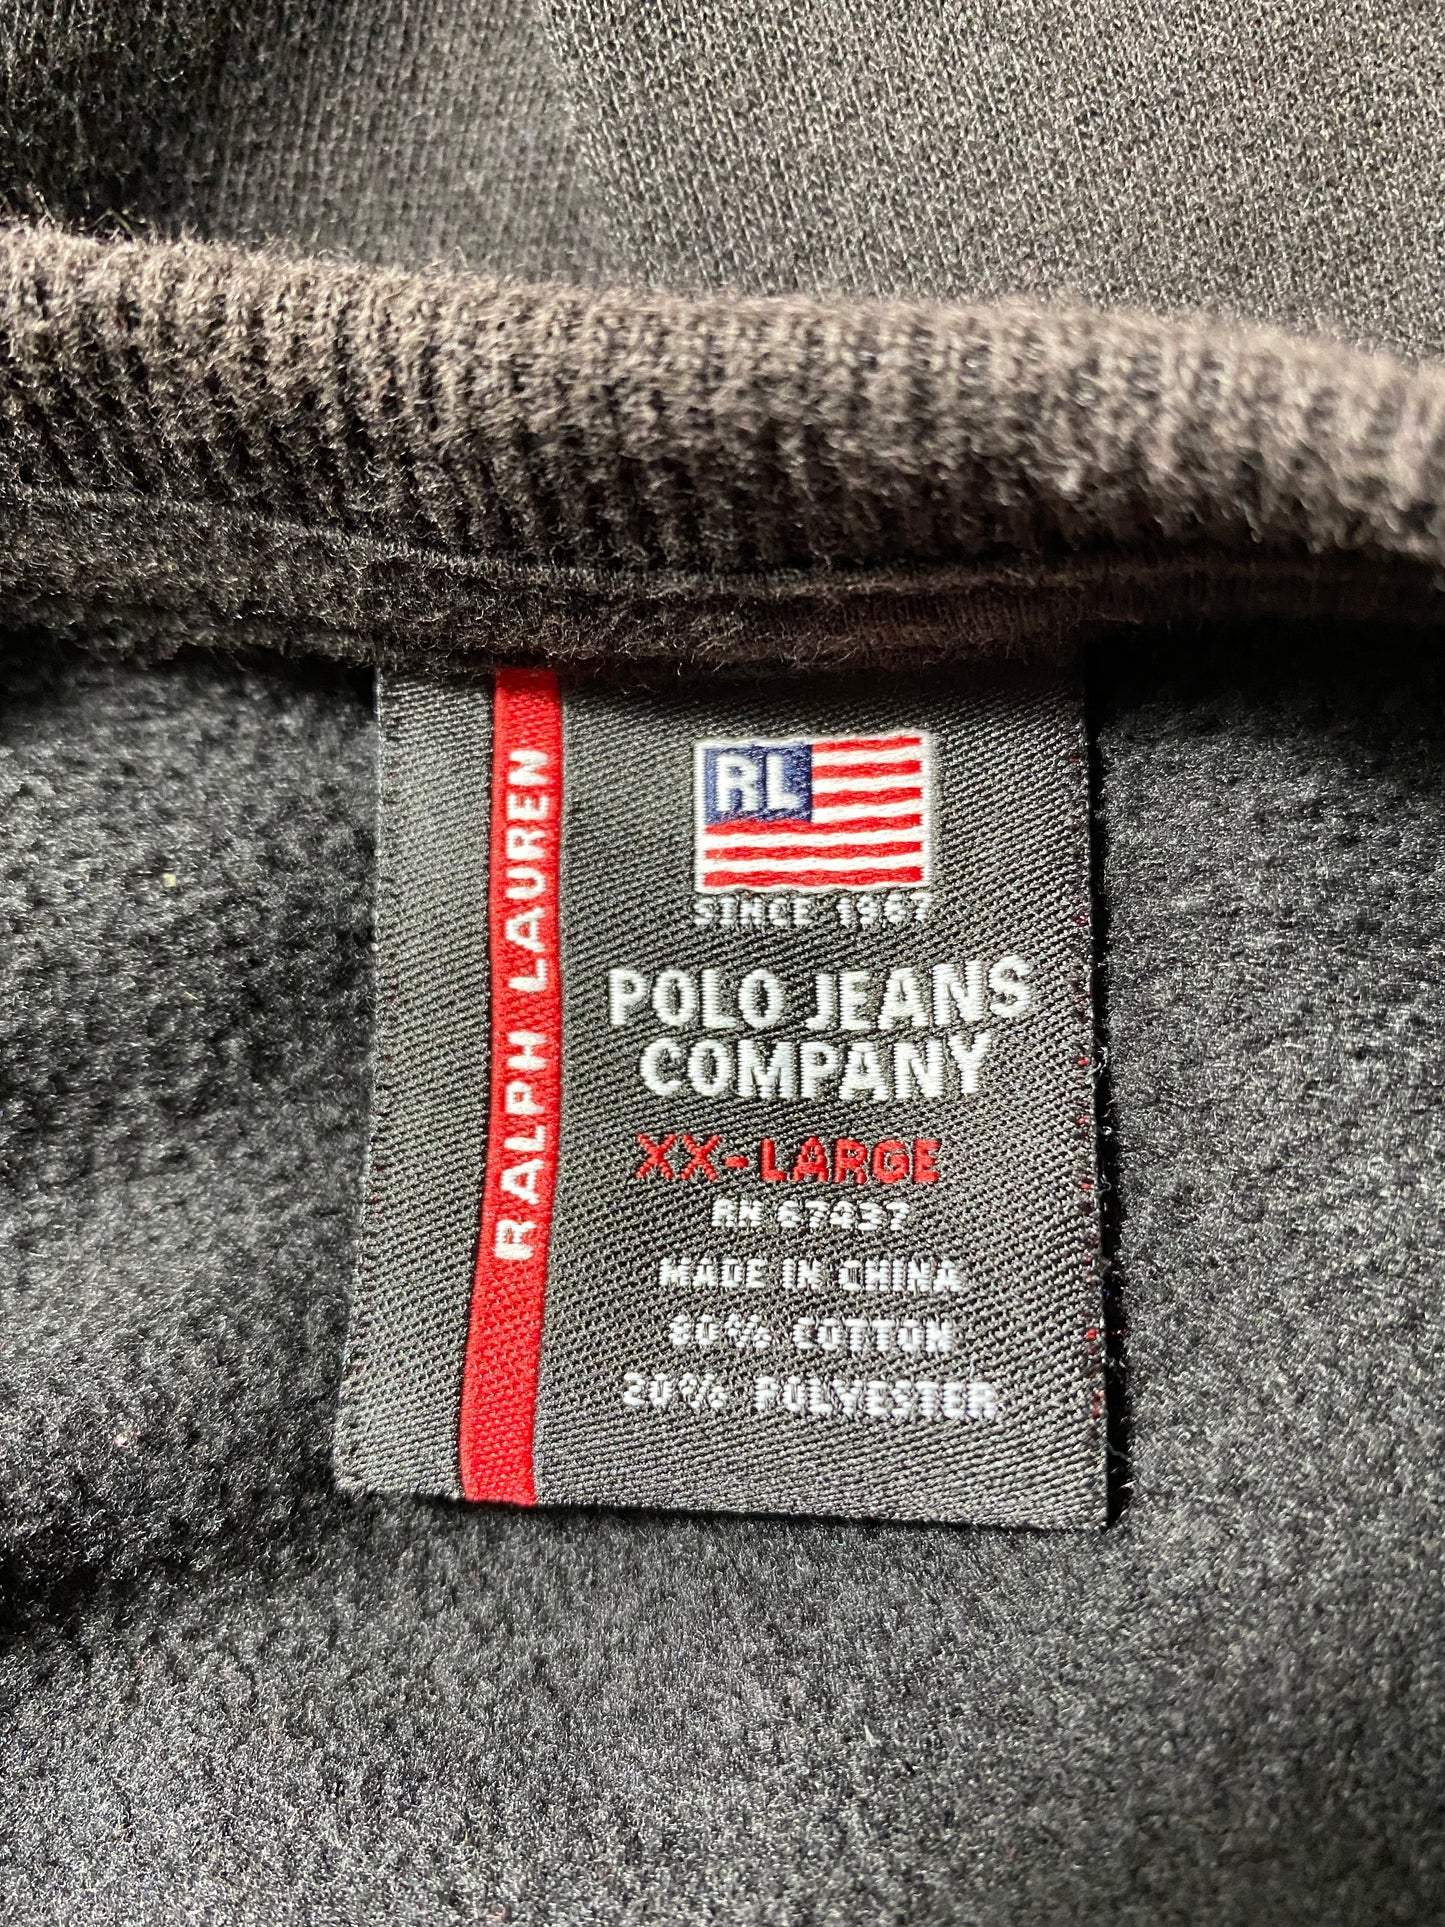 RALPH LAUREN
RL
SINCE 1967
POLO JEANS
COMPANY
XX-LARGE
RN 67437
MADE IN CHINA
80% COTTON
20% POLYESTER